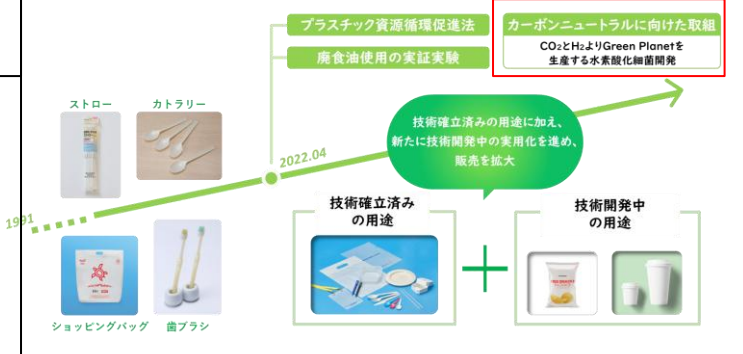 プラスチック資源循環促進法
カーボンニュートラルに向けた取組
CO2とH2よりGreen Planetを
生産する水素酸化細菌開発
廃食油使用の実証実験
ストロー
カトラリー
技術確立済みの用途に加え、
新たに技術開発中の実用化を進め、
販売を拡大
2022.04
1991
技術確立済み
の用途
技術開発中
の用途
ショッピングバッグ
歯ブラシ